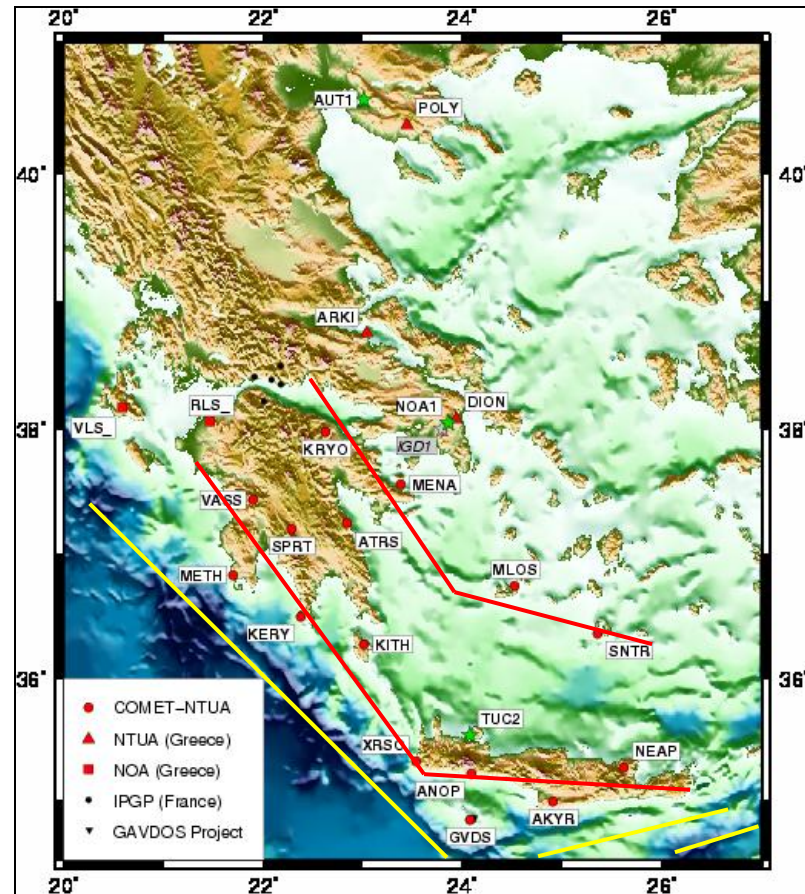 20° 22° 24° 26°
AUT1
POLY
40° 40°
ARKI
RLS_ NOA1 DION
VLS_ 38° 38°
KRYO IGD1
MENA
VASS
SPRT ATRS
METH MLOS
KERY KITH SNTR
36° 36°
COMET-NTUA
NTUA (Greece)
NOA (Greece)
IPGP (France)
GAVDOS Project
TUC2
XRSO NEAP
ANOP
AKYR
GVDS
20° 22° 24° 26°